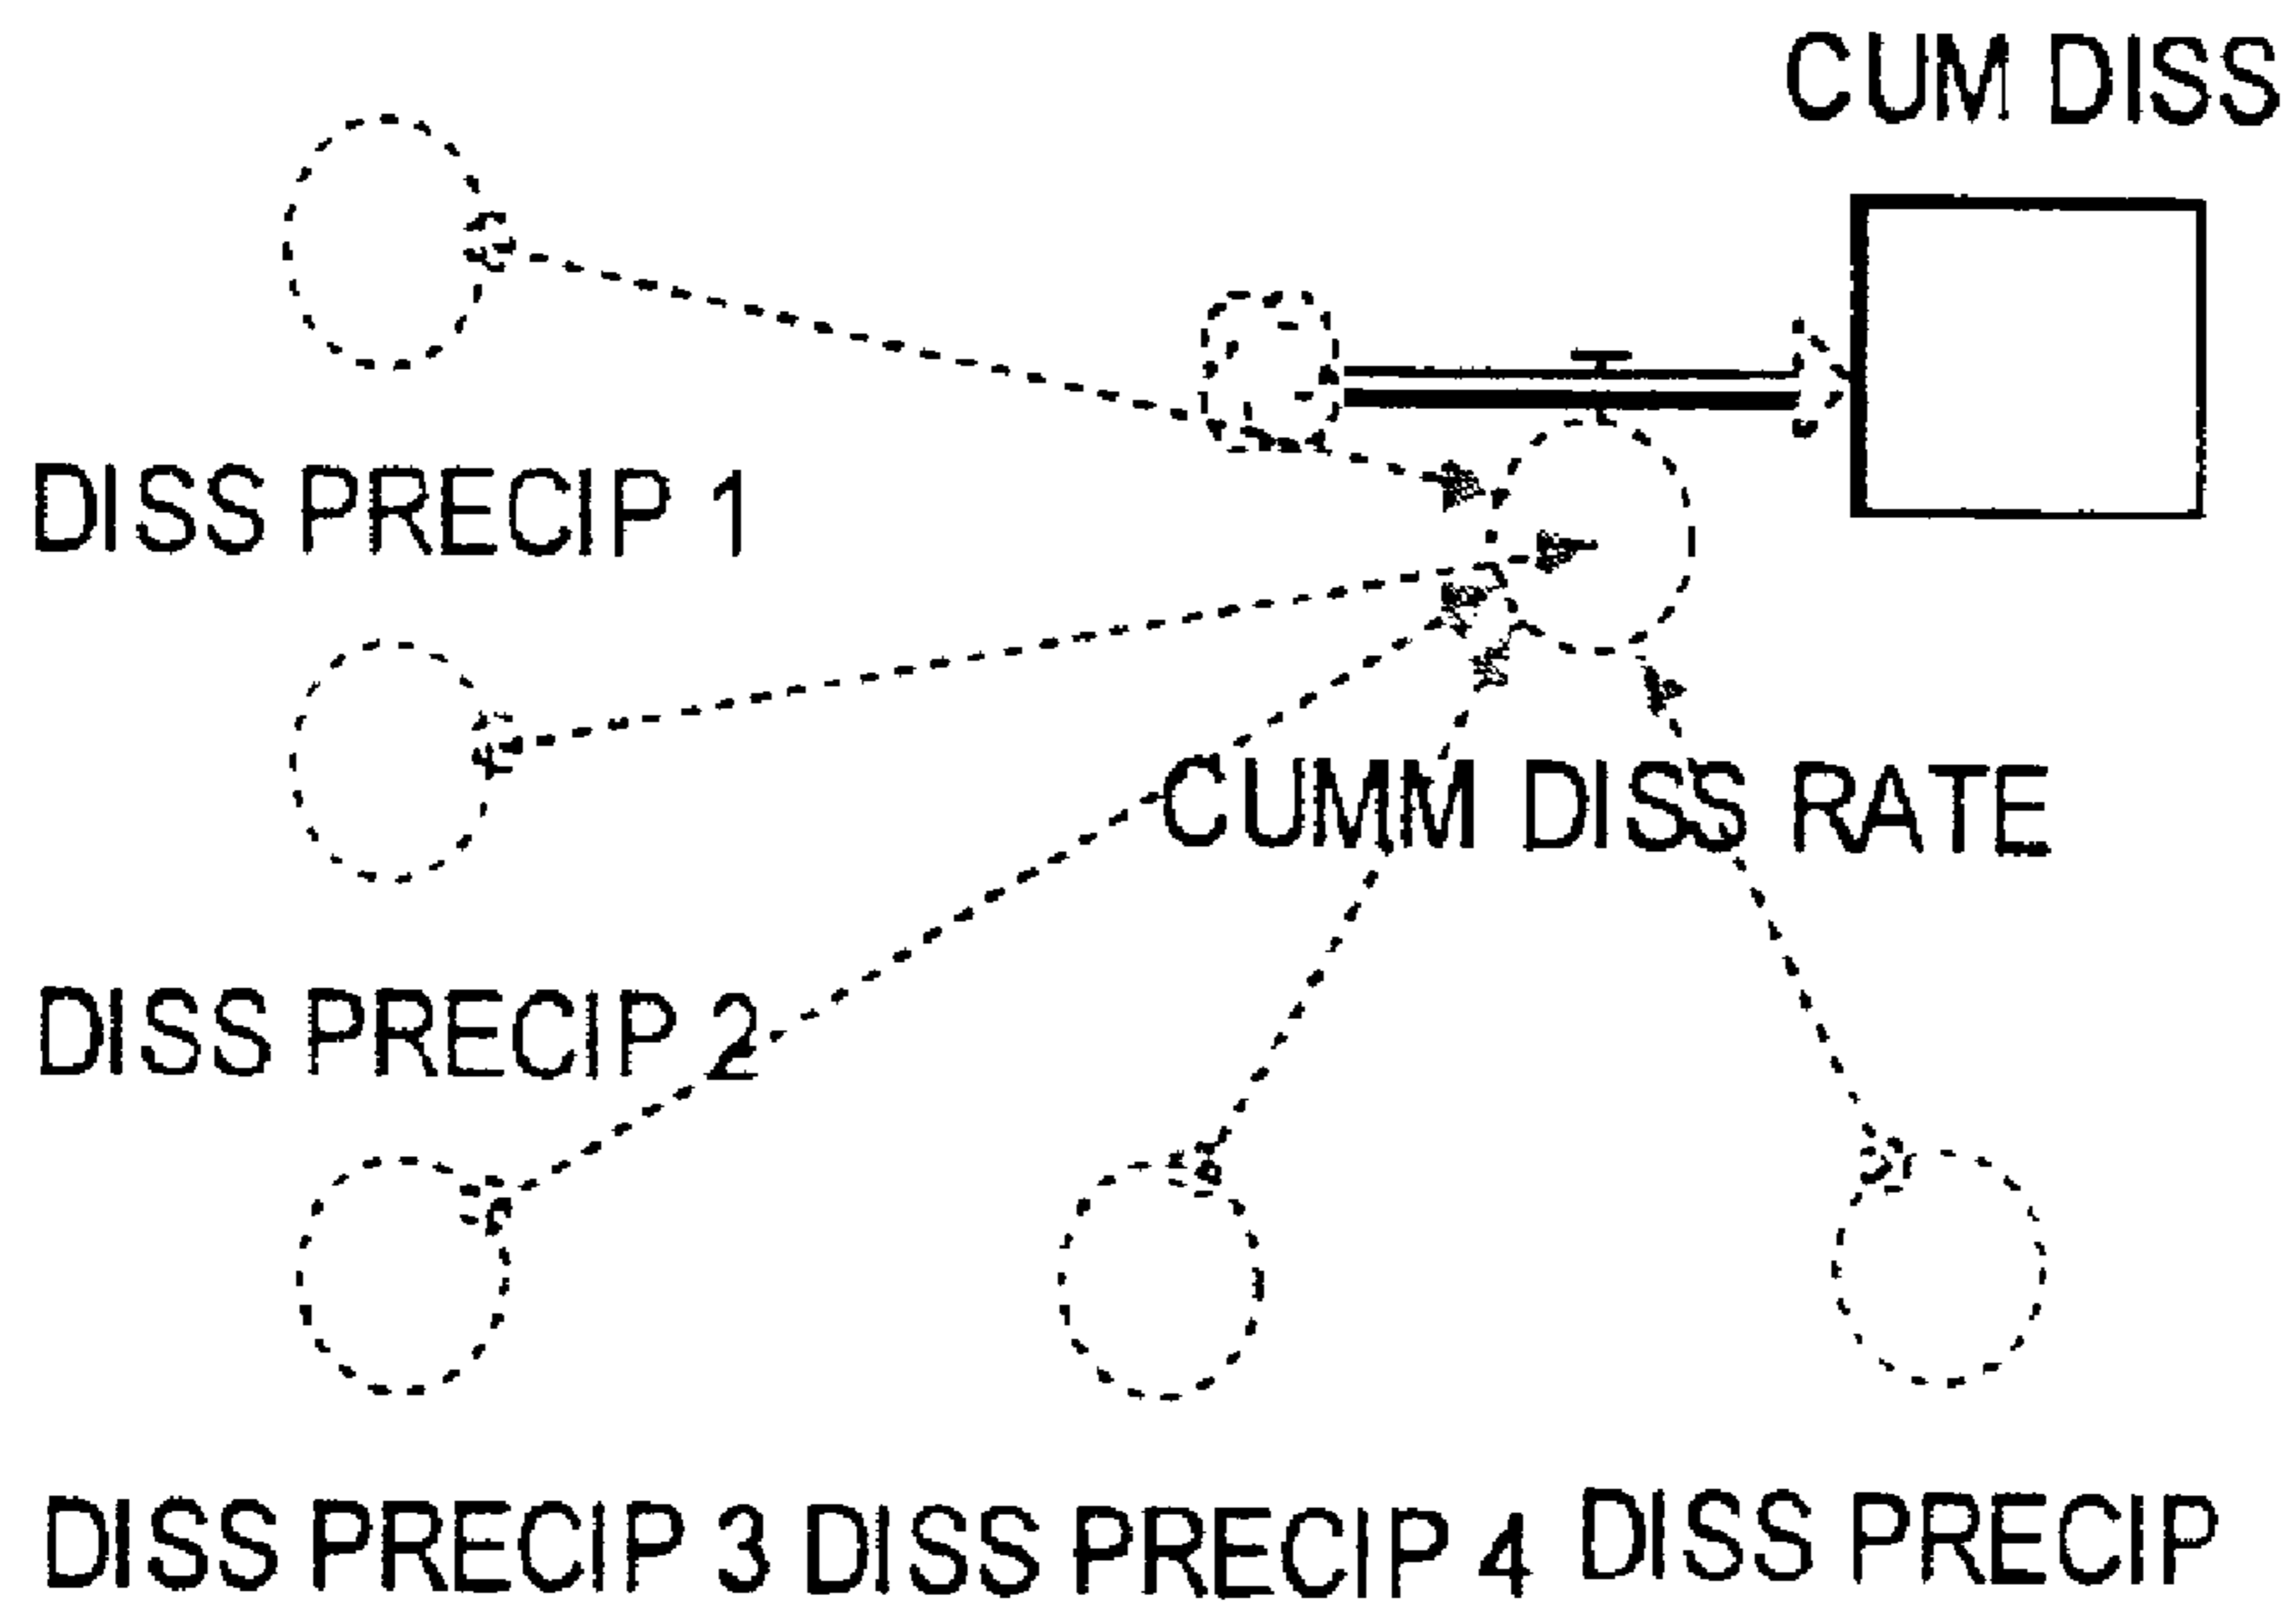 CUM DISS
DISS PRECIP 1
CUMM DISS RATE
DISS PRECIP 2
DISS PRECIP 3
DISS PRECIP 4
DISS PRECIP